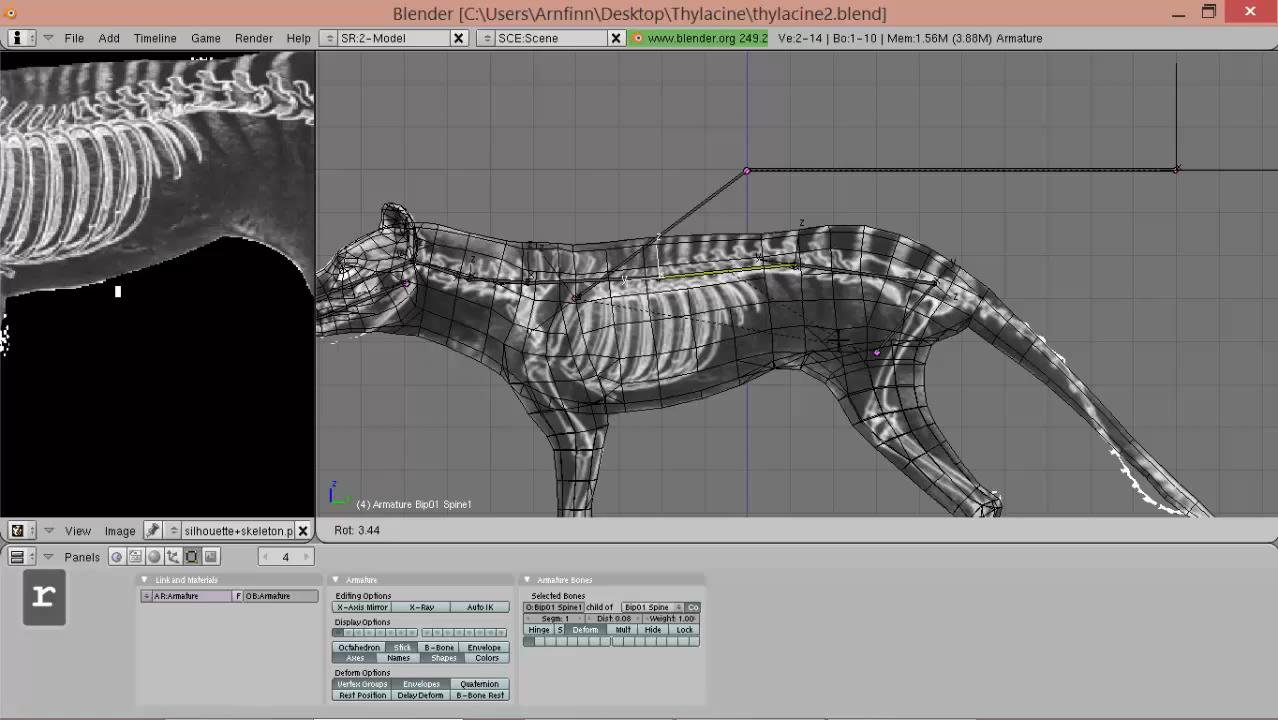 Blender [C:\Users\Arnfinn\Desktop\Thylacine\thylacine2.blend]
File Add Timeline Game Render Help SR:2-Model SCE:Scene www.blender.org 249.2 Ve:2-14 | Bo:1-10 | Mem:1.56M (3.88M) Armature
(4) Armature Bip01 Spine1
View Image silhouette+skeleton.p Rot: 3.44
Panels 4
r
Link and Materials Armature Armature Bones
AR:Armature F OB:Armature
Editing Options Selected Bones
X-Axis Mirror X-Ray Auto IK O:Bip01 Spine1 child of Bip01 Spine Co
Display Options Segm: 1 Dist: 0.08 Weight: 1.00
Hinge S Deform Mult Hide Lock
Octahedron Stick B-Bone Envelope
Axes Names Shapes Colors
Deform Options
Vertex Groups Envelopes Quaternion
Rest Position Delay Deform B-Bone Rest